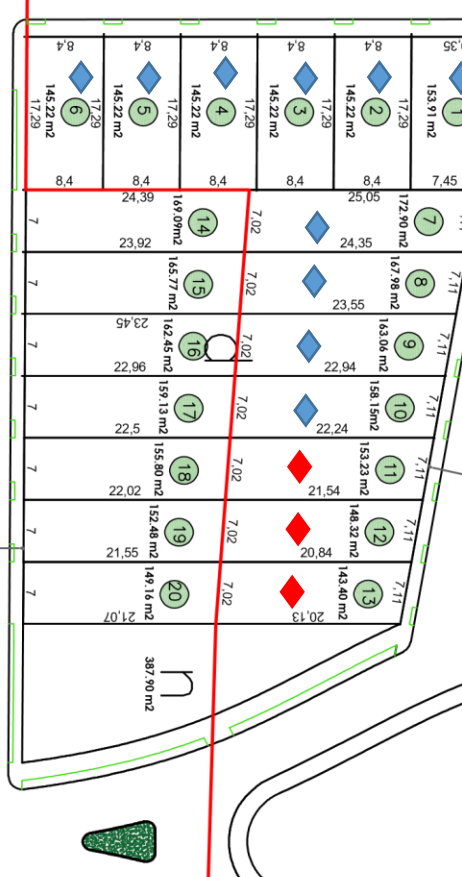 8,4 8,4 8,4 8,4 8,4 ,35
17,29 145.22 m2 6 17,29 145.22 m2 5 17,29 145.22 m2 4 17,29 145.22 m2 3 17,29 145.22 m2 2 17,29 153.91 m2 1
8,4 8,4 8,4 8,4 8,4 7,45
24,39 25,05
7 169.09m2 14 7,02 172.90 m2 7 7,11
23,92 24,35
7 165.77 m2 15 7,02 167.98 m2 8
23,55
23,45
7 162.45 m2 16 7,02 163.06 m2 9 7,11
22,96 22,94
7 159.13 m2 17 7,02 158.15m2 10 7,11
22,5 22,24
7 155.80 m2 18 7,02 153.23 m2 11 7,11
22,02 21,54
7 152.48 m2 19 7,02 148.32 m2 12 7,11
21,55 20,84
7 149.16 m2 20 7,02 143.40 m2 13 7,11
21,07 20,13
387.90 m2